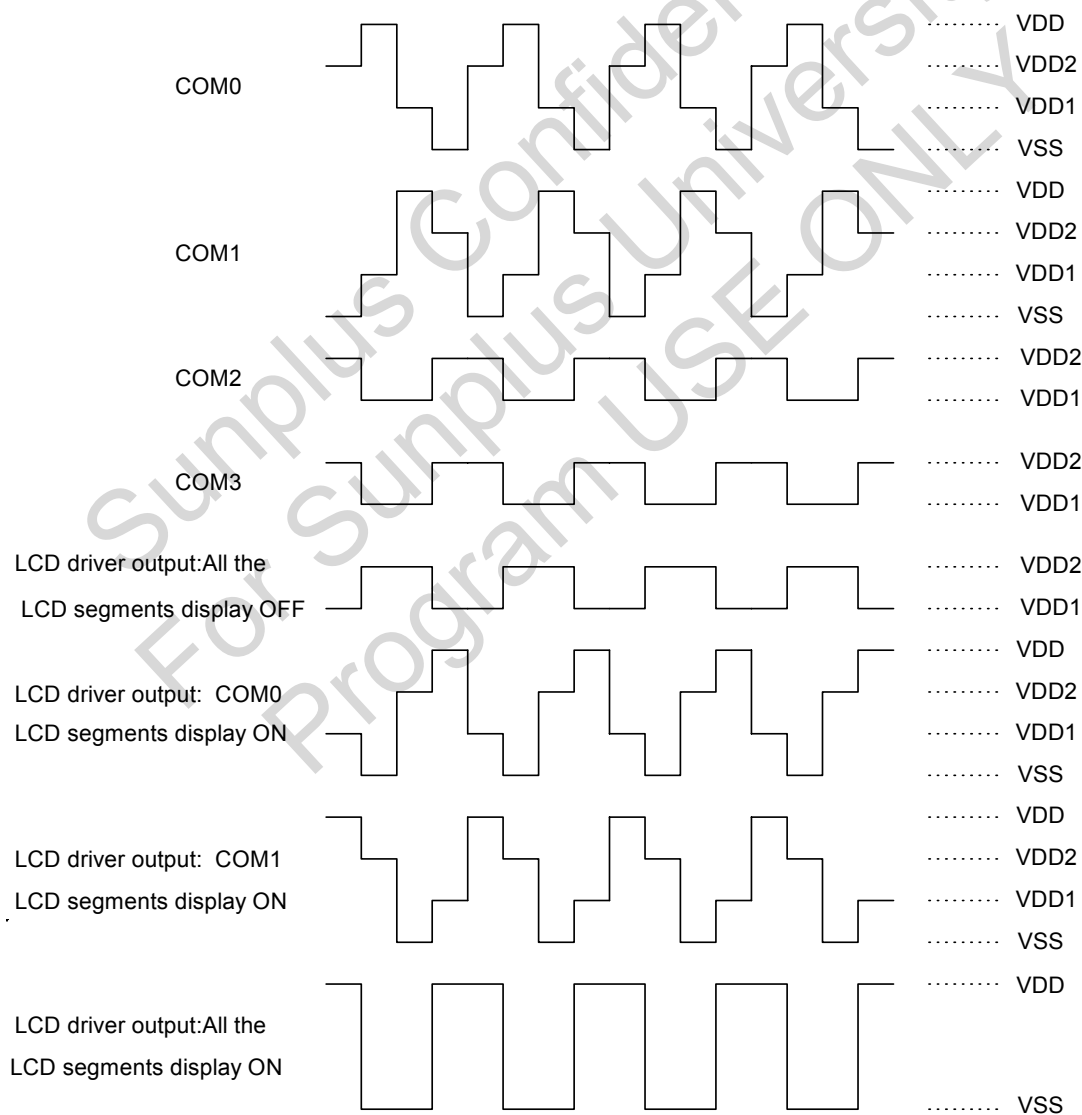 VDD
VDD2
COM0
VDD1
VSS
VDD
VDD2
COM1
VDD1
VSS
VDD2
COM2
VDD1
VDD2
COM3
VDD1
LCD driver output:All the
VDD2
LCD segments display OFF
VDD1
VDD
LCD driver output: COM0
VDD2
LCD segments display ON
VDD1
VSS
VDD
LCD driver output: COM1
VDD2
LCD segments display ON
VDD1
VSS
VDD
LCD driver output:All the
LCD segments display ON
VSS
Sunplus Confiden
For Sunplus Universi
Program USE ONLY